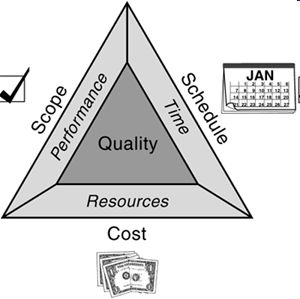 JAN
Scope
Performance
Schedule
Time
Quality
Resources
Cost